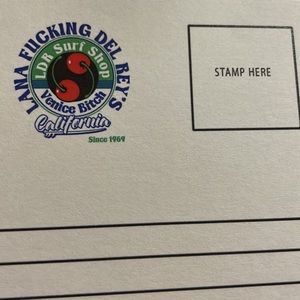 LANA FUCKING DEL REY'S
LDR Surf Shop
Venice Bitch
California
Since 1969
STAMP HERE